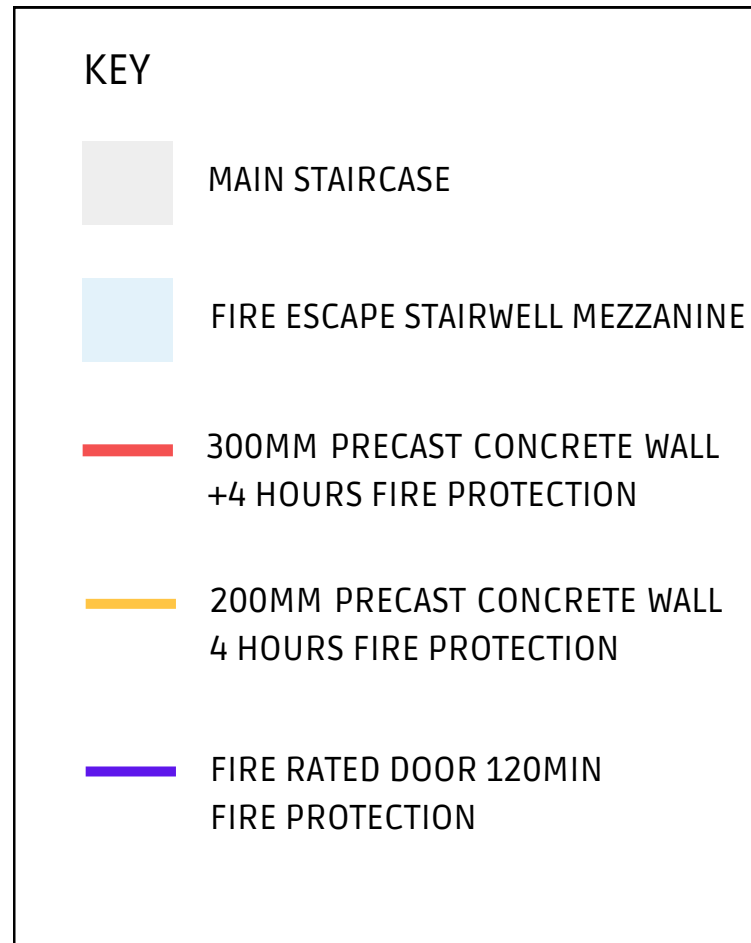 KEY
MAIN STAIRCASE
FIRE ESCAPE STAIRWELL MEZZANINE
300MM PRECAST CONCRETE WALL
+4 HOURS FIRE PROTECTION
200MM PRECAST CONCRETE WALL
4 HOURS FIRE PROTECTION
FIRE RATED DOOR 120MIN
FIRE PROTECTION